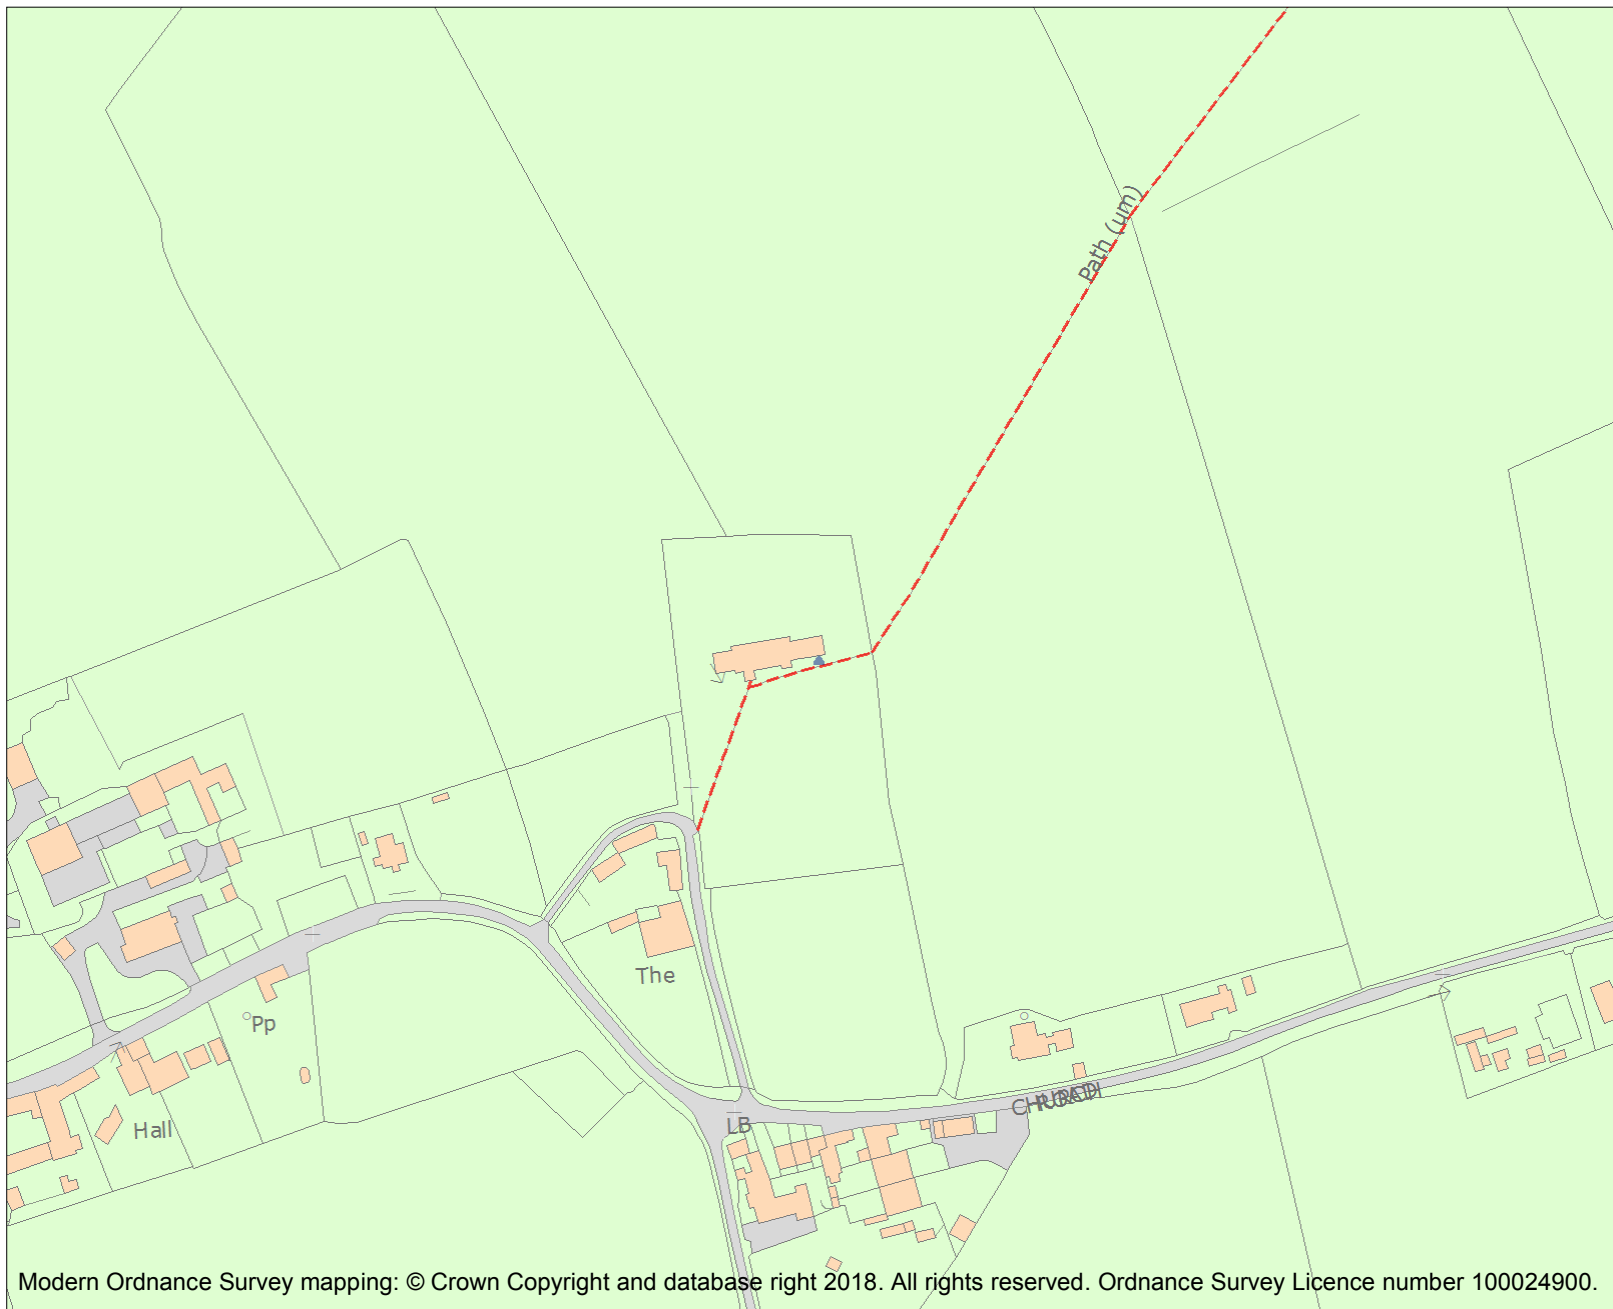 Path (um)
The
Pp
Hall
LB
Modern Ordnance Survey mapping: © Crown Copyright and database right 2018. All rights reserved. Ordnance Survey Licence number 100024900.